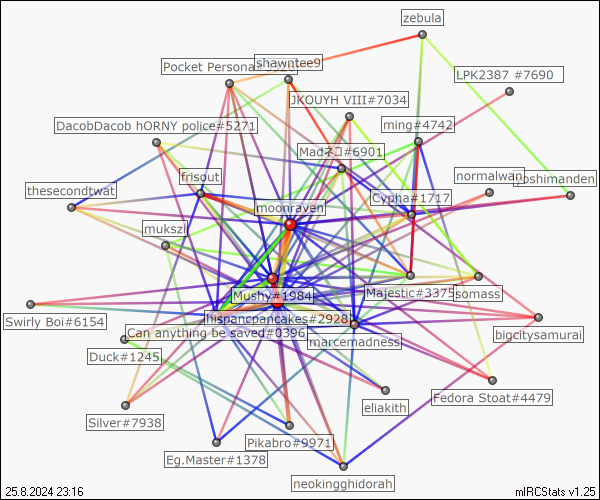 zebula
shawntee9
Pocket Persona#3526
LPK2387 #7690
JKOUYH VIII#7034
DacobDacob hORNY police#5271
ming#4742
Madネコ#6901
frisout
normalwan
thesecondtwat
Cypha#1717
Yoshimanden
moonraven
mukszi
Mushy#1984
Majestic#3375
somass
Swirly Boi#6154
hispancpancakes#2928
Can anything be saved#0396
marcemadness
bigcitysamurai
Duck#1245
Fedora Stoat#4479
eliakith
Silver#7938
Pikabro#9971
Eg.Master#1378
neokingghidorah
25.8.2024 23:16
mIRCStats v1.25